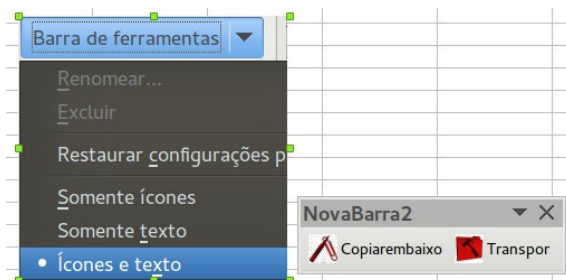 Barra de ferramentas
Renomear...
Excluir
Restaurar configurações p
Somente ícones
Somente texto
Ícones e texto
NovaBarra2
Copiarembaixo Transpor